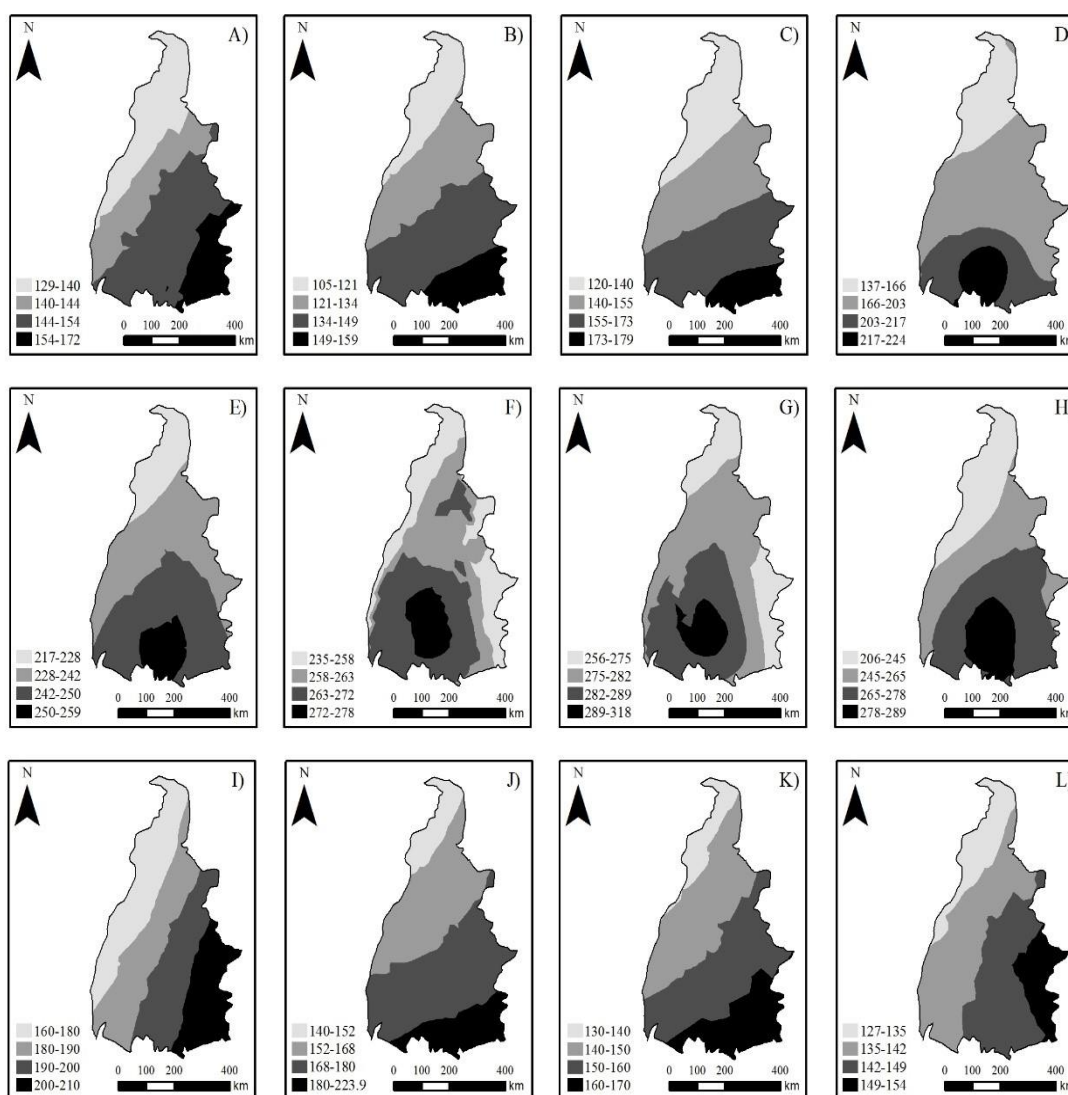 N
A)
129-140
140-144
144-154
154-172
0 100 200 400
km
N
B)
105-121
121-134
134-149
149-159
0 100 200 400
km
N
C)
120-140
140-155
155-173
173-179
0 100 200 400
km
N
D
137-166
166-203
203-217
217-224
0 100 200 400
km
N
E)
217-228
228-242
242-250
250-259
0 100 200 400
km
N
F)
235-258
258-263
263-272
272-278
0 100 200 400
km
N
G)
256-275
275-282
282-289
289-318
0 100 200 400
km
N
H
206-245
245-265
265-278
278-289
0 100 200 400
km
N
I)
160-180
180-190
190-200
200-210
0 100 200 400
km
N
J)
140-152
152-168
168-180
180-223.9
0 100 200 400
km
N
K)
130-140
140-150
150-160
160-170
0 100 200 400
km
N
L
127-135
135-142
142-149
149-154
0 100 200 400
km